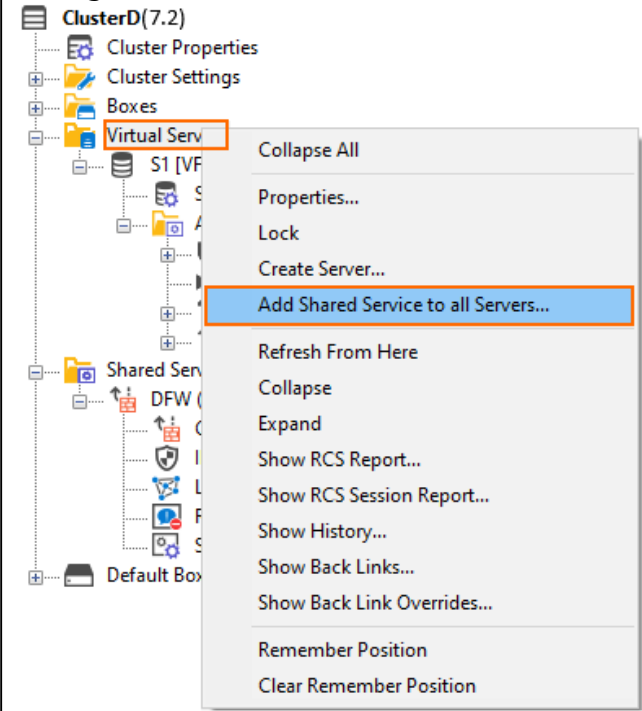 ClusterD(7.2)
Cluster Properties
Cluster Settings
Boxes
Virtual Serv
S1 [VF
S
A
Shared Serv
DFW (
I
L
F
S
Default Box
Collapse All
Properties...
Lock
Create Server...
Add Shared Service to all Servers...
Refresh From Here
Collapse
Expand
Show RCS Report...
Show RCS Session Report...
Show History...
Show Back Links...
Show Back Link Overrides...
Remember Position
Clear Remember Position